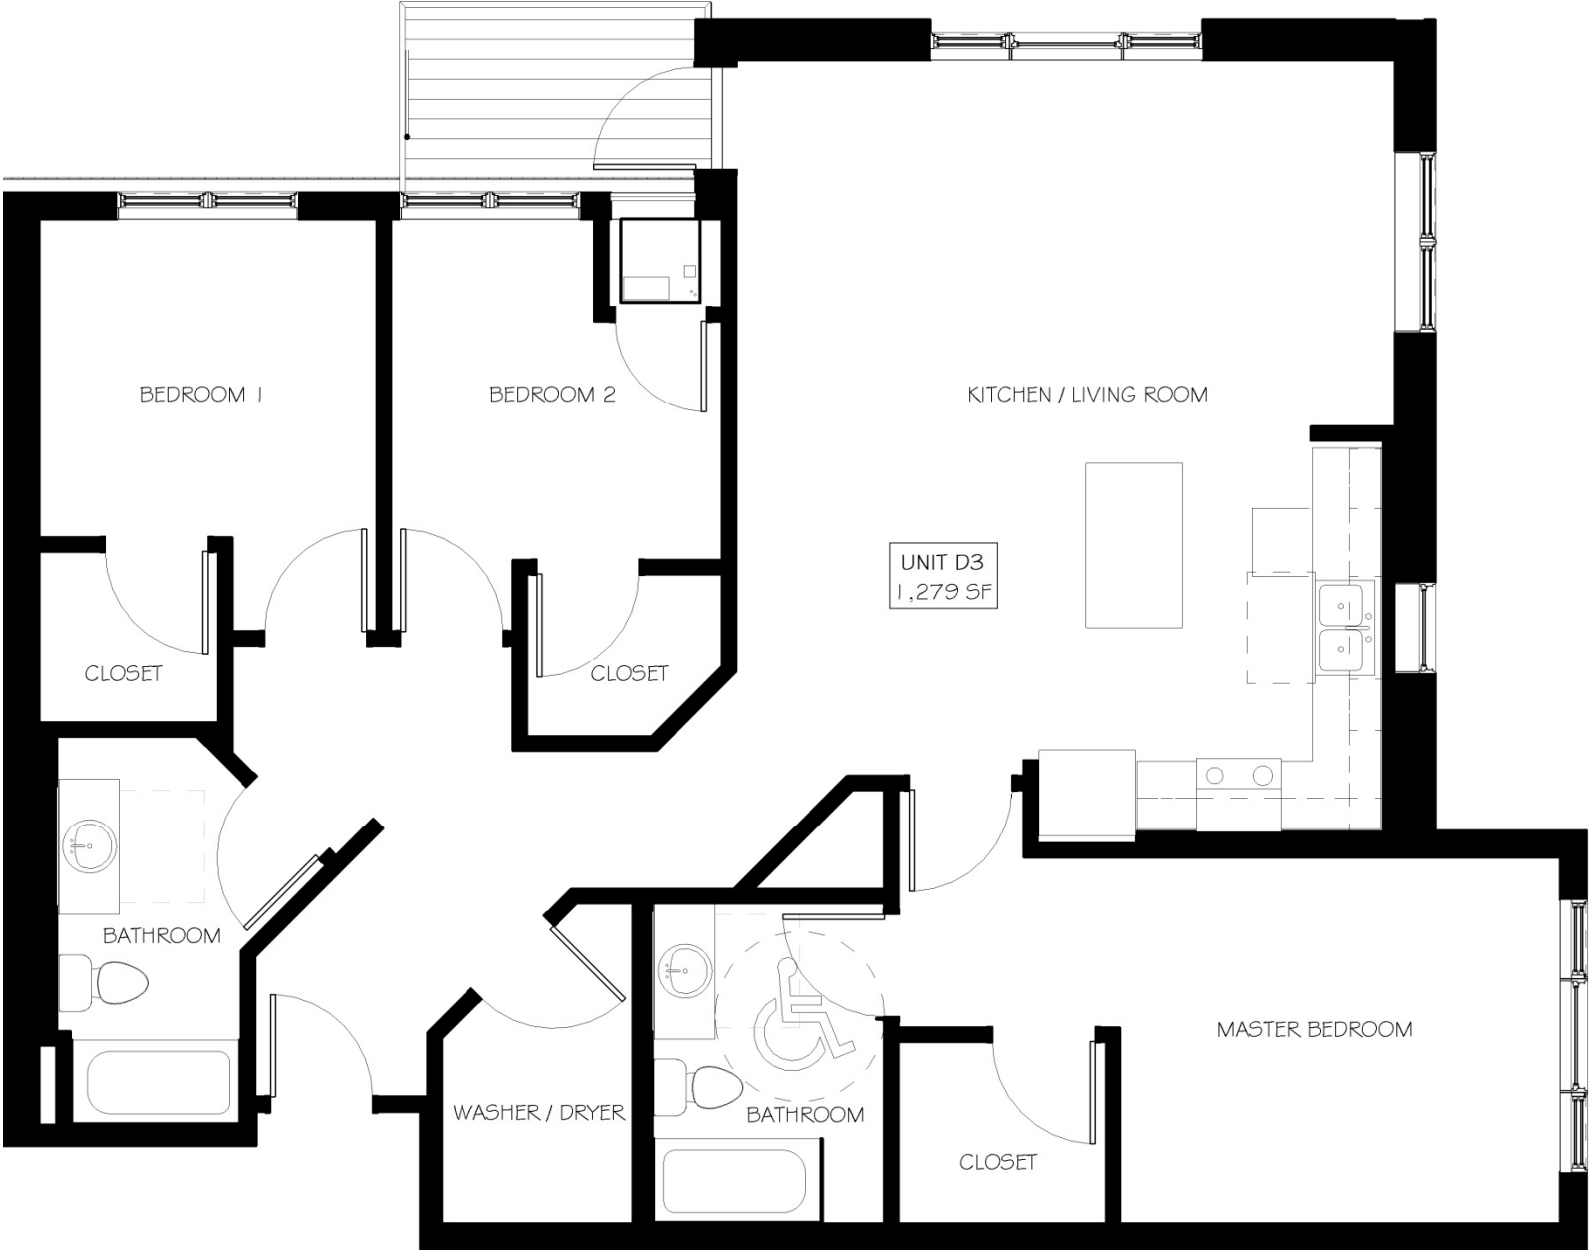 BEDROOM 1
BEDROOM 2
KITCHEN / LIVING ROOM
UNIT D3
1,279 SF
CLOSET
CLOSET
BATHROOM
MASTER BEDROOM
WASHER / DRYER
BATHROOM
CLOSET